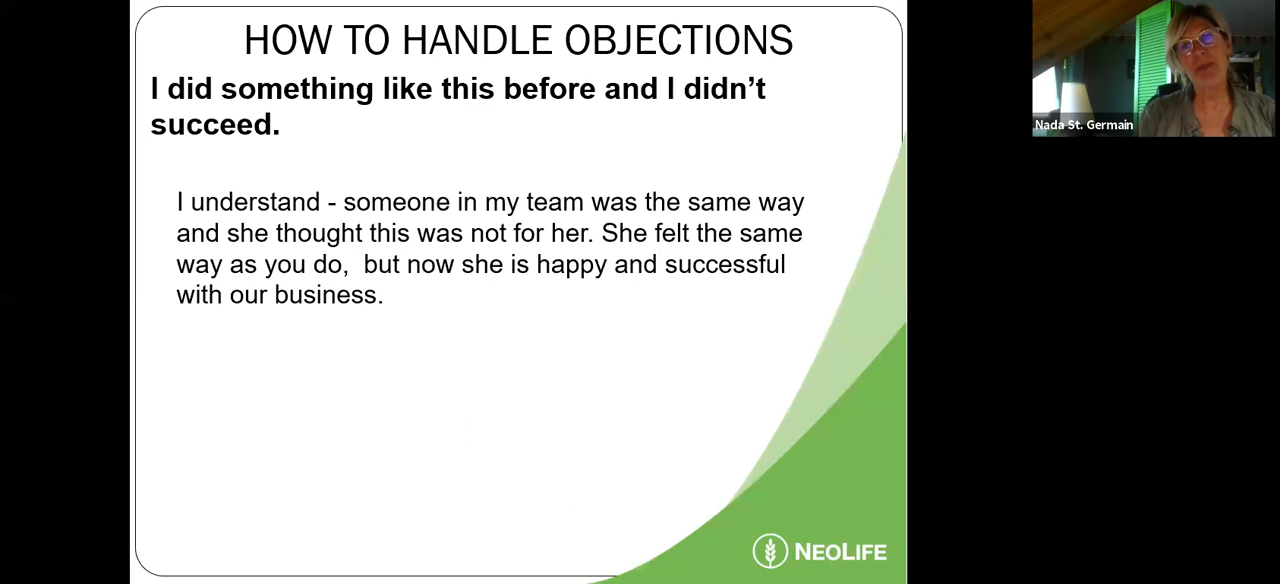 HOW TO HANDLE OBJECTIONS
I did something like this before and I didn’t
succeed.
I understand - someone in my team was the same way
and she thought this was not for her. She felt the same
way as you do,  but now she is happy and successful
with our business.
NEOLIFE
Nada St. Germain